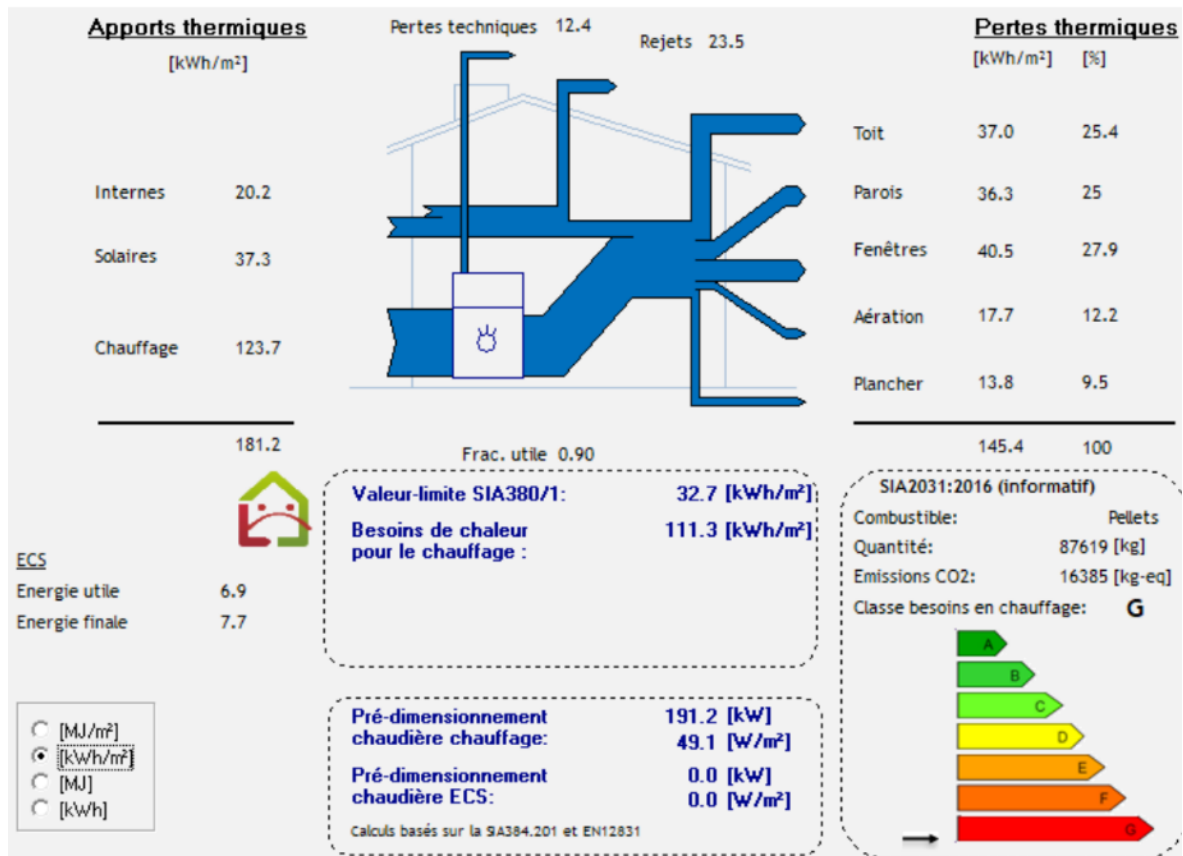 Apports thermiques
[kWh/m²]
Pertes techniques 12.4
Rejets 23.5
Pertes thermiques
[kWh/m²] [%]
Toit 37.0 25.4
Internes 20.2
Parois 36.3 25
Solaires 37.3
Fenêtres 40.5 27.9
Aération 17.7 12.2
Chauffage 123.7
Plancher 13.8 9.5
181.2
Frac. utile 0.90
145.4 100
Valeur-limite SIA380/1: 32.7 [kWh/m²]
Besoins de chaleur
pour le chauffage : 111.3 [kWh/m²]
SIA2031:2016 (informatif)
Combustible: Pellets
Quantité: 87619 [kg]
Emissions CO2: 16385 [kg-eq]
Classe besoins en chauffage: G
A
B
C
D
E
F
G
ECS
Energie utile 6.9
Energie finale 7.7
[MJ/m²]
[kWh/m²]
[MJ]
[kWh]
Pré-dimensionnement
chaudière chauffage:
191.2 [kW]
49.1 [W/m²]
Pré-dimensionnement
chaudière ECS:
0.0 [kW]
0.0 [W/m²]
Calculs basés sur la SIA384.201 et EN12831